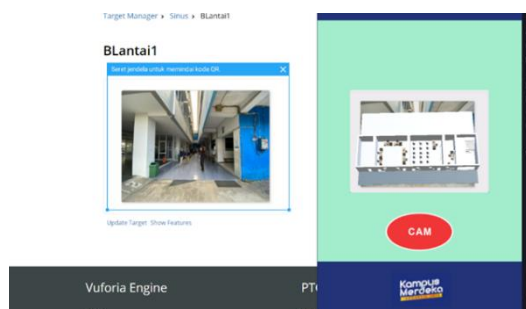 Target Manager > Sinus > BLantai1
BLantai1
Seret jendela untuk memindai kode QR.
Update Target Show Features
CAM
Vuforia Engine
PT
Kampus
Merdeka